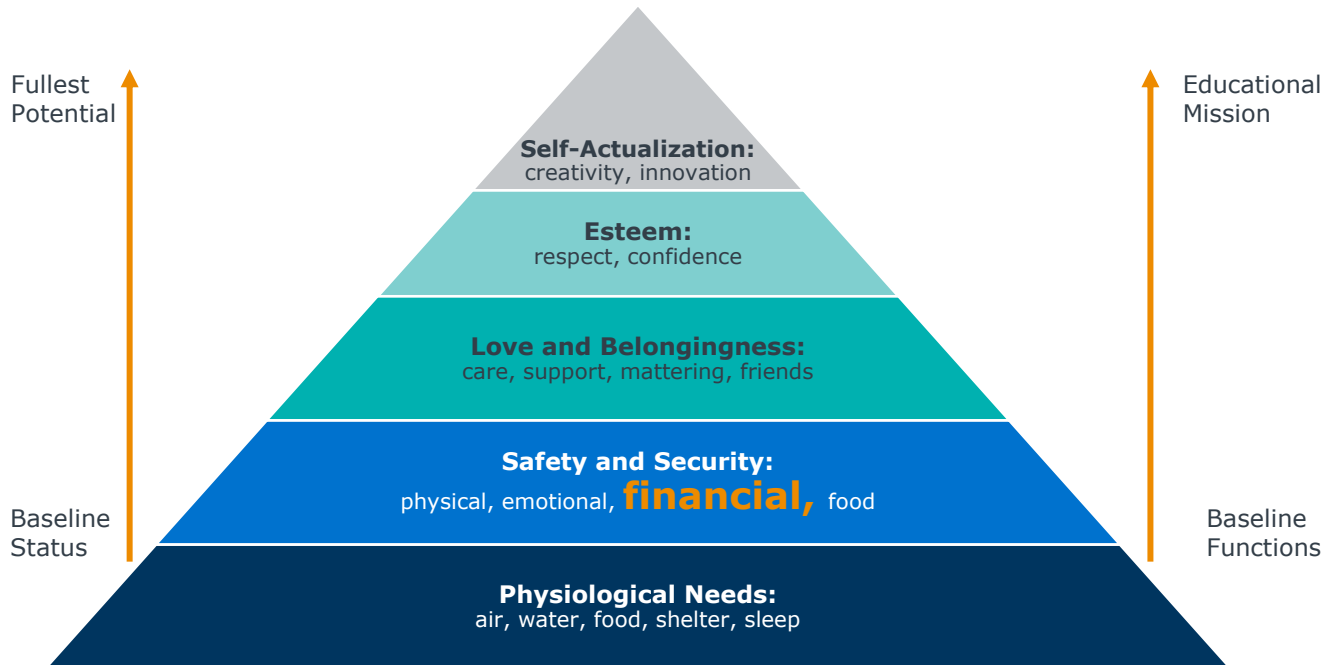 Fullest
Potential
Educational
Mission
Self-Actualization:
creativity, innovation
Esteem:
respect, confidence
Love and Belongingness:
care, support, mattering, friends
Safety and Security:
physical, emotional, financial, food
Baseline
Status
Baseline
Functions
Physiological Needs:
air, water, food, shelter, sleep